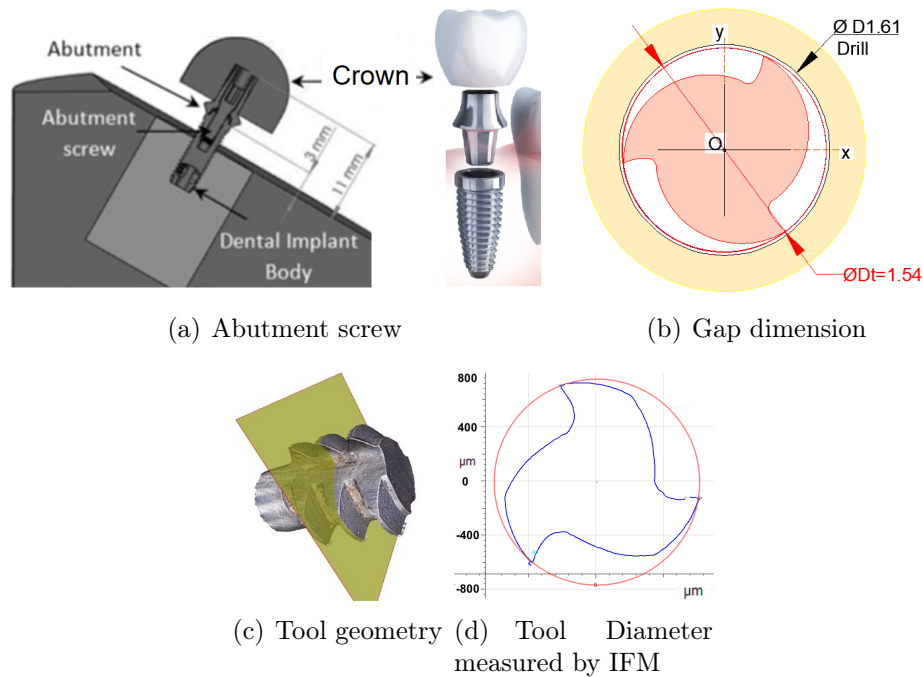 Abutment
Crown
Abutment
screw
3 mm
11 mm
Dental Implant
Body
(a) Abutment screw
y
Ø D1.61
Drill
O
x
ØDt=1.54
(b) Gap dimension
(c) Tool geometry
800
400
µm
0
-400
-800
µm
(d) Tool Diameter
measured by IFM